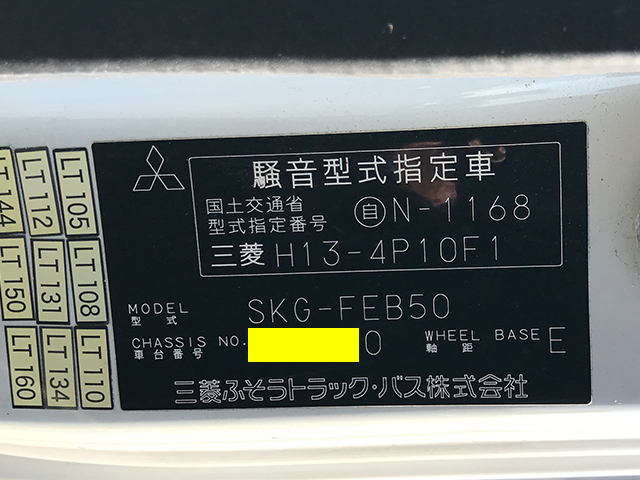 騒音型式指定車
国土交通省
型式指定番号 自 N-1168
三菱 H13-4P10F1
MODEL
型式 SKG-FEB50
CHASSIS NO.
車台番号 0
WHEEL BASE
軸距 E
三菱ふそうトラック・バス株式会社
LT 144
LT 112
LT 105
LT 150
LT 131
LT 108
LT 160
LT 134
LT 110